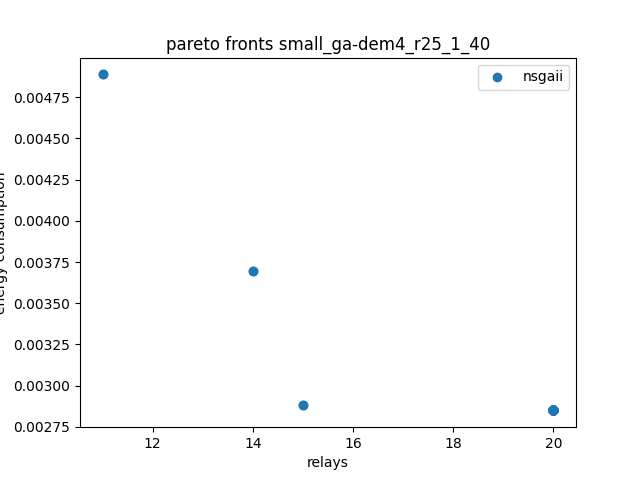 pareto fronts small_ga-dem4_r25_1_40
nsgaii
0.00475
0.00450
0.00425
0.00400
0.00375
0.00350
0.00325
0.00300
0.00275
energy consumption
12 14 16 18 20
relays